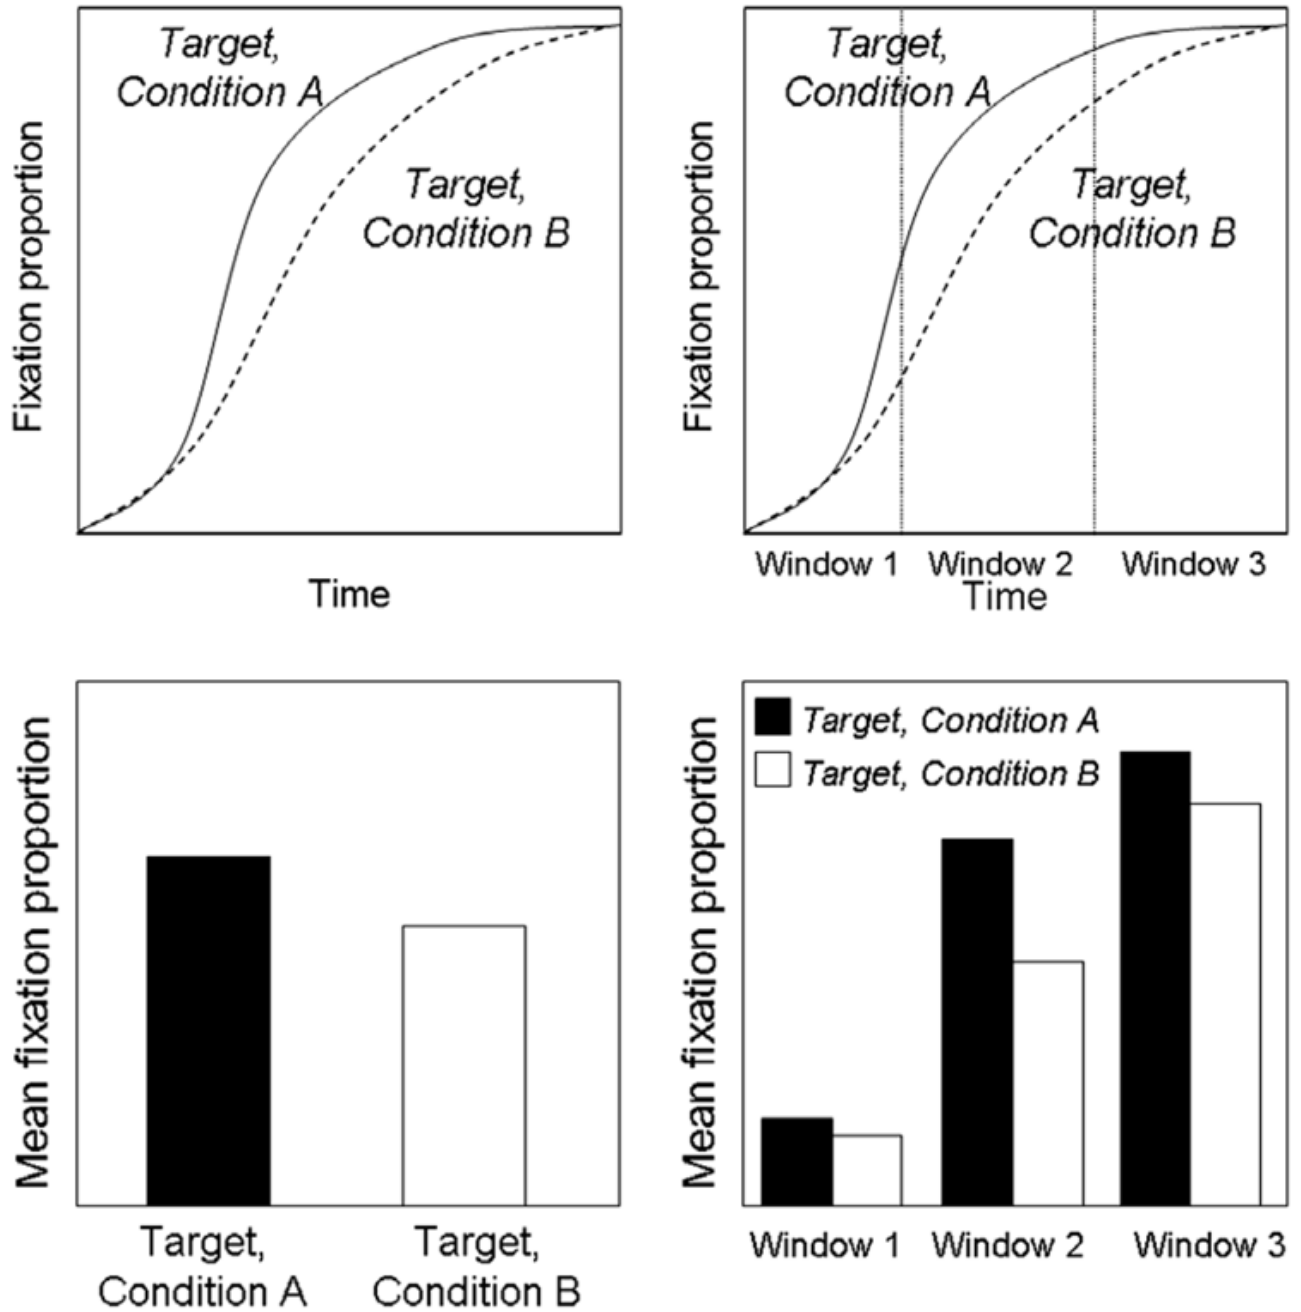 Target,
Condition A
Target,
Condition B
Fixation proportion
Time
Target,
Condition A
Target,
Condition B
Fixation proportion
Window 1 Window 2 Window 3
Time
Mean fixation proportion
Target,
Condition A
Target,
Condition B
Target, Condition A
Target, Condition B
Mean fixation proportion
Window 1 Window 2 Window 3